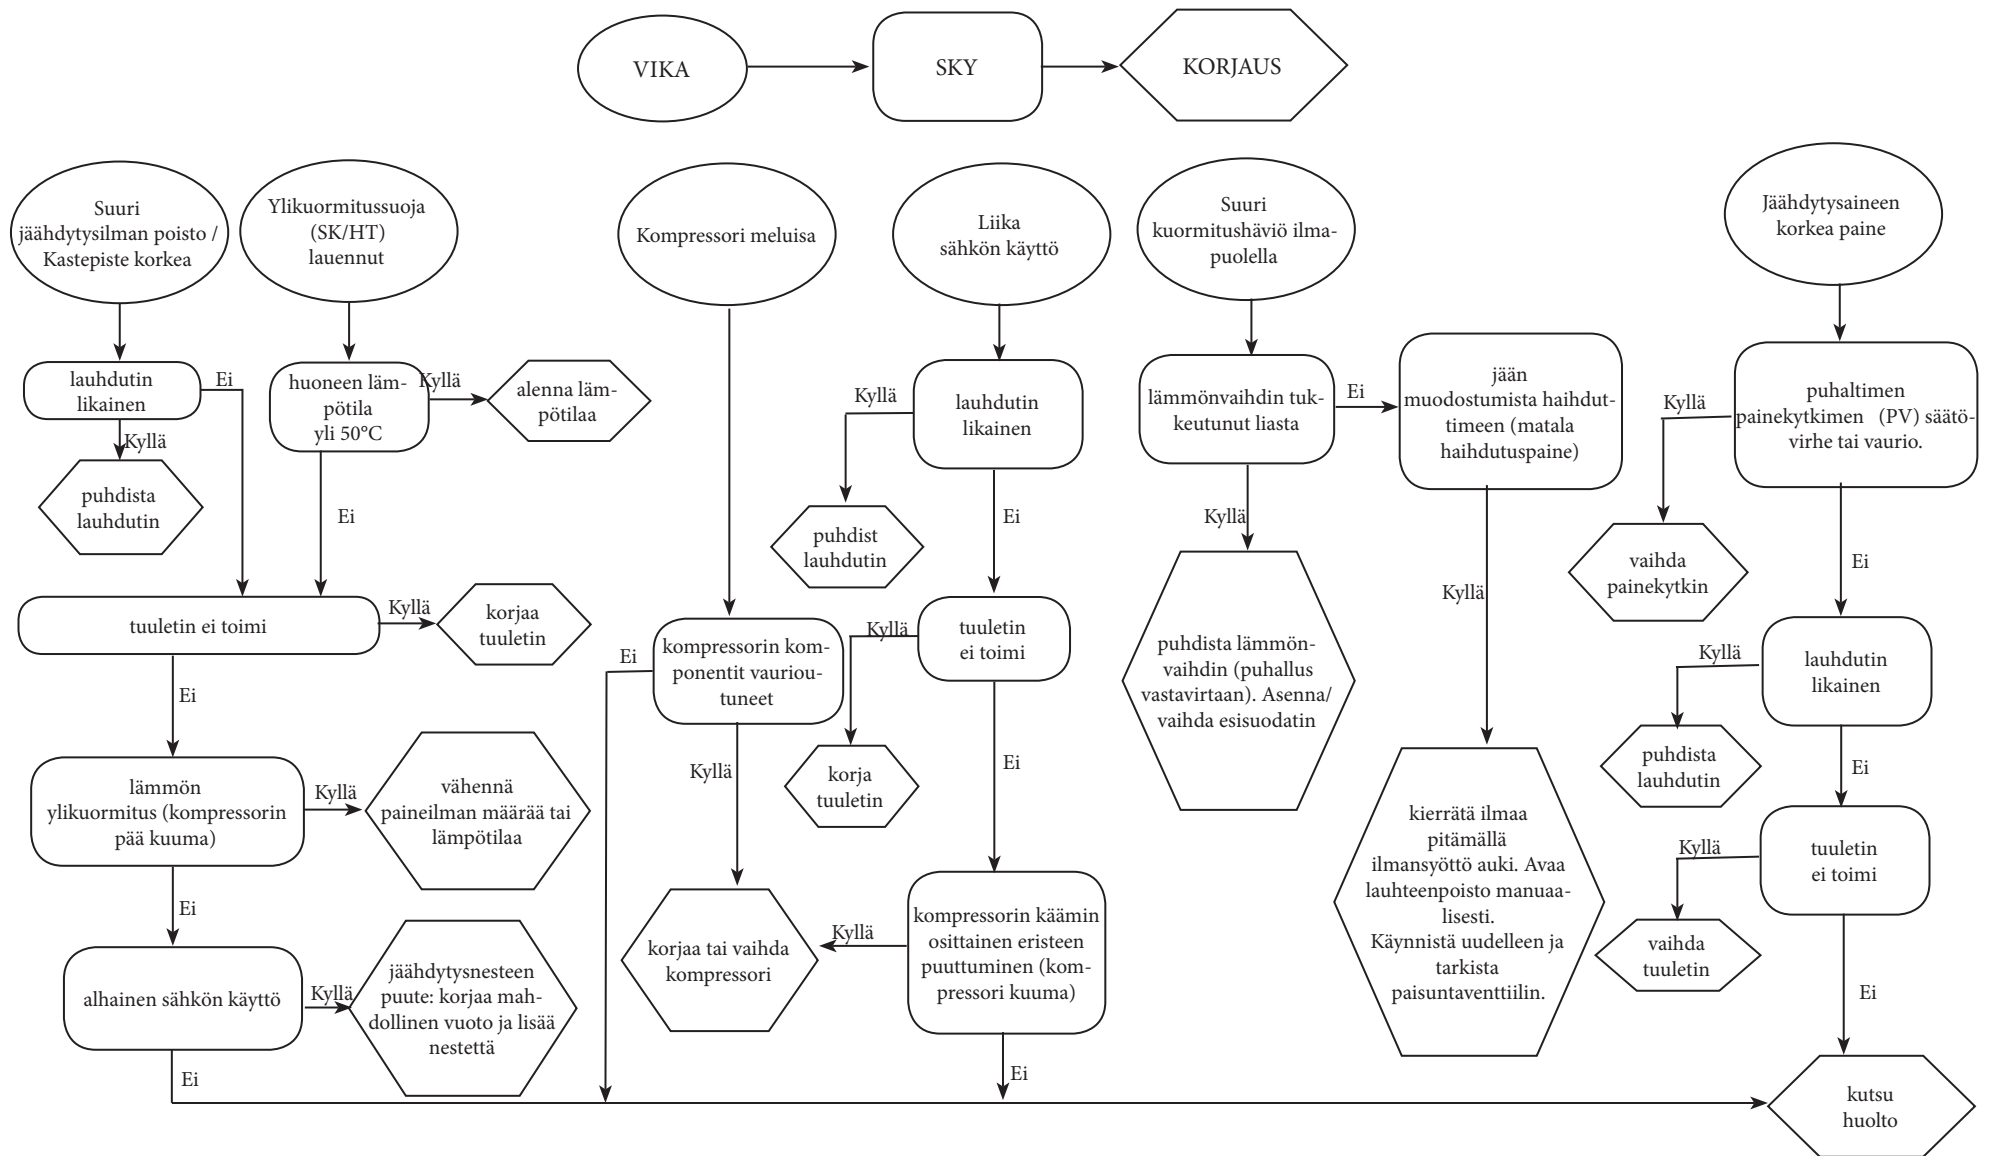 VIKA
SKY
KORJAUS
Suuri
jäähdytysilman poisto /
Kastepiste korkea
lauhdutin
likainen
Ei
Kyllä
puhdista
lauhdutin
Ylikuormitussuoja
(SK/HT)
lauennut
huoneen läm-
pötila
yli 50°C
Kyllä
alenna läm-
pötilaa
Ei
tuuletin ei toimi
Kyllä
korjaa
tuuletin
Ei
lämmön
ylikuormitus (kompressorin
pää kuuma)
Kyllä
vähennä
paineilman määrää tai
lämpötilaa
Ei
alhainen sähkön käyttö
Kyllä
jäähdytysnesteen
puute: korjaa mah-
dollinen vuoto ja lisää
nestettä
Ei
Kompressori meluisa
kompressorin kom-
ponentit vauriou-
tuneet
Ei
Kyllä
korjaa tai vaihda
kompressori
Liika
sähkön käyttö
lauhdutin
likainen
Kyllä
puhdist
lauhdutin
Ei
tuuletin
ei toimi
Kyllä
korja
tuuletin
Ei
kompressorin käämin
osittainen eristeen
puuttuminen (kom-
pressori kuuma)
Kyllä
Ei
Suuri
kuormitushäviö ilma-
puolella
lämmönvaihdin tuk-
keutunut liasta
Ei
Kyllä
puhdista lämmön-
vaihdin (puhallus
vastavirtaan). Asenna/
vaihda esisuodatin
jään
muodostumista haihdut-
timeen (matala
haihdutuspaine)
Kyllä
kierrätä ilmaa
pitämällä
ilmansyöttö auki. Avaa
lauhteenpoisto manuaa-
lisesti.
Käynnistä uudelleen ja
tarkista
paisuntaventtiilin.
Jäähdytysaineen
korkea paine
puhaltimen
painekytkimen (PV) säätö-
virhe tai vaurio.
Kyllä
vaihda
painekytkin
Ei
lauhdutin
likainen
Kyllä
puhdista
lauhdutin
Ei
tuuletin
ei toimi
Kyllä
vaihda
tuuletin
Ei
kutsu
huolto